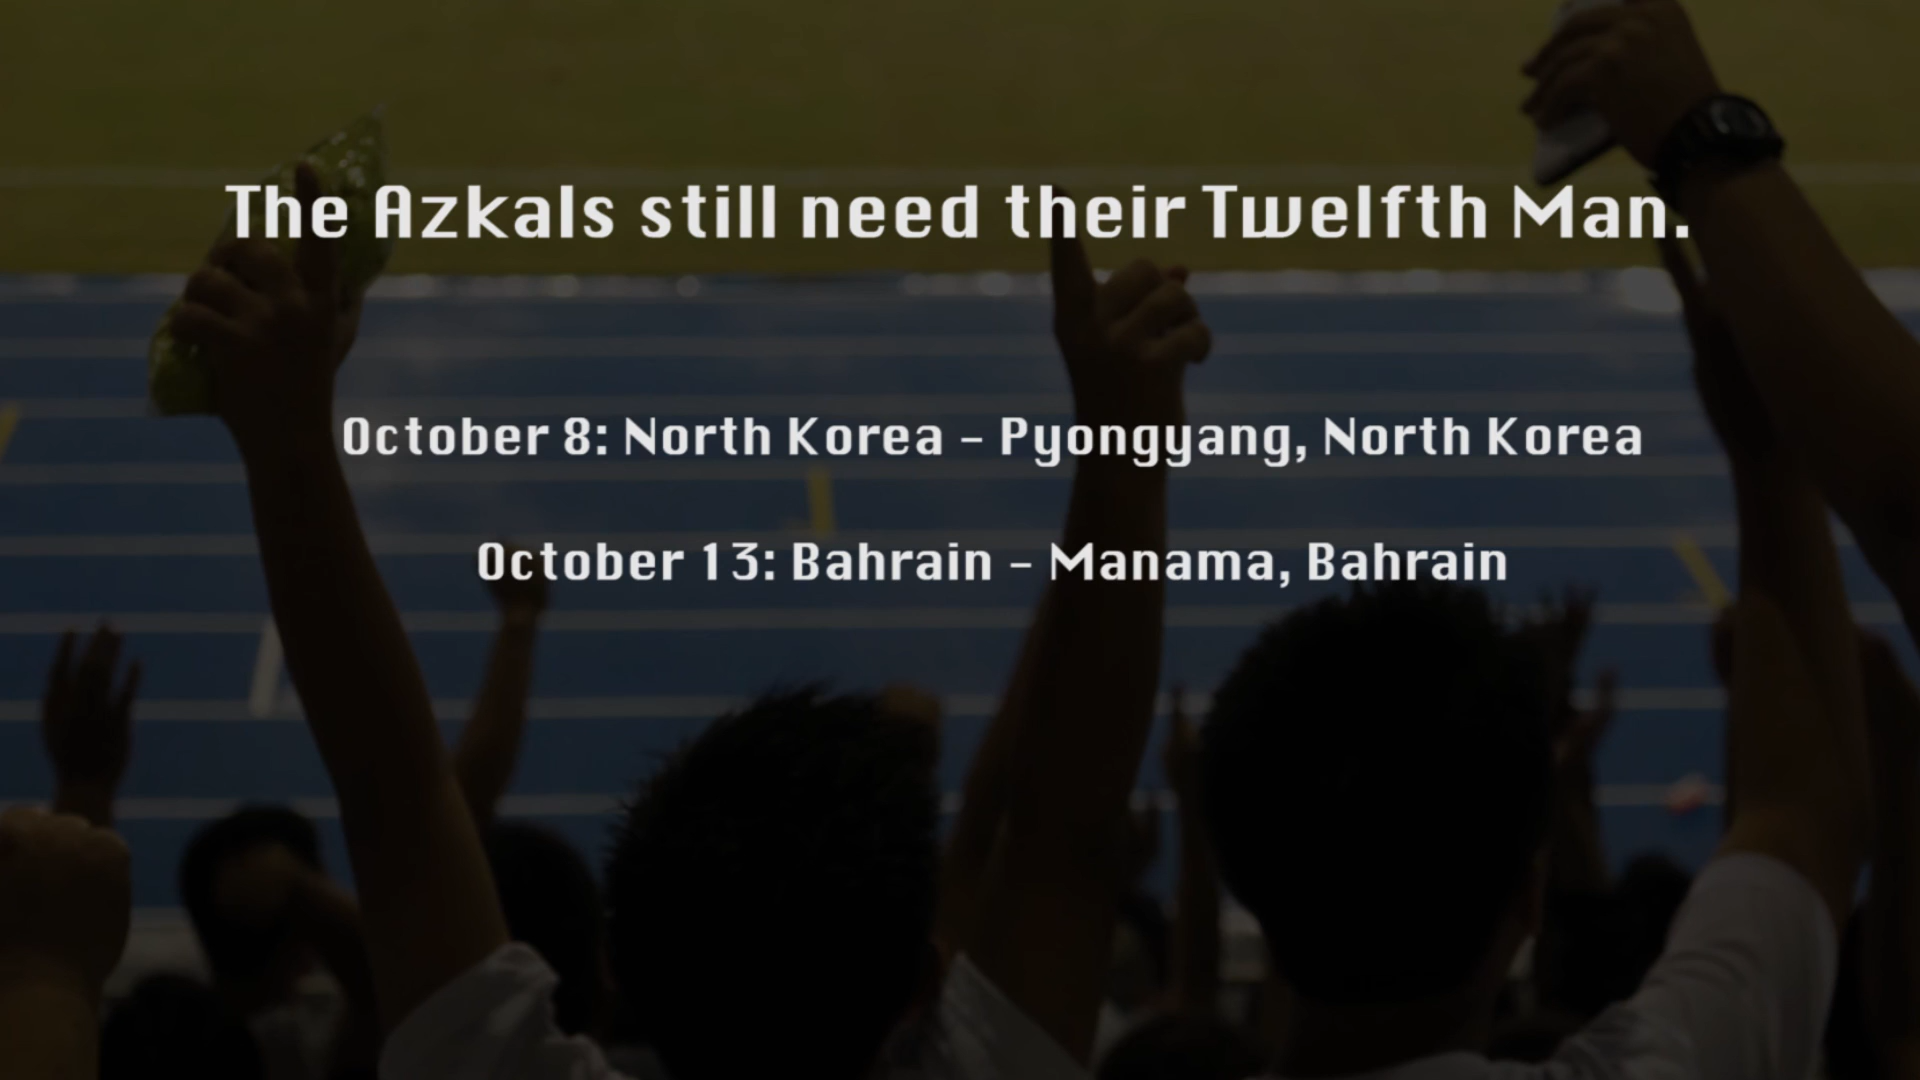 The Azkals still need their Twelfth Man.
October 8: North Korea - Pyongyang, North Korea
October 13: Bahrain - Manama, Bahrain